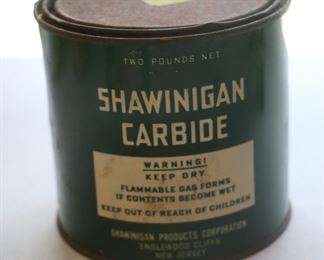 TWO POUNDS NET
SHAWINIGAN
CARBIDE
WARNING!
KEEP DRY
FLAMMABLE GAS FORMS
IF CONTENTS BECOME WET
KEEP OUT OF REACH OF CHILDREN
SHAWINIGAN PRODUCTS CORPORATION
ENGLEWOOD CLIFFS
NEW JERSEY